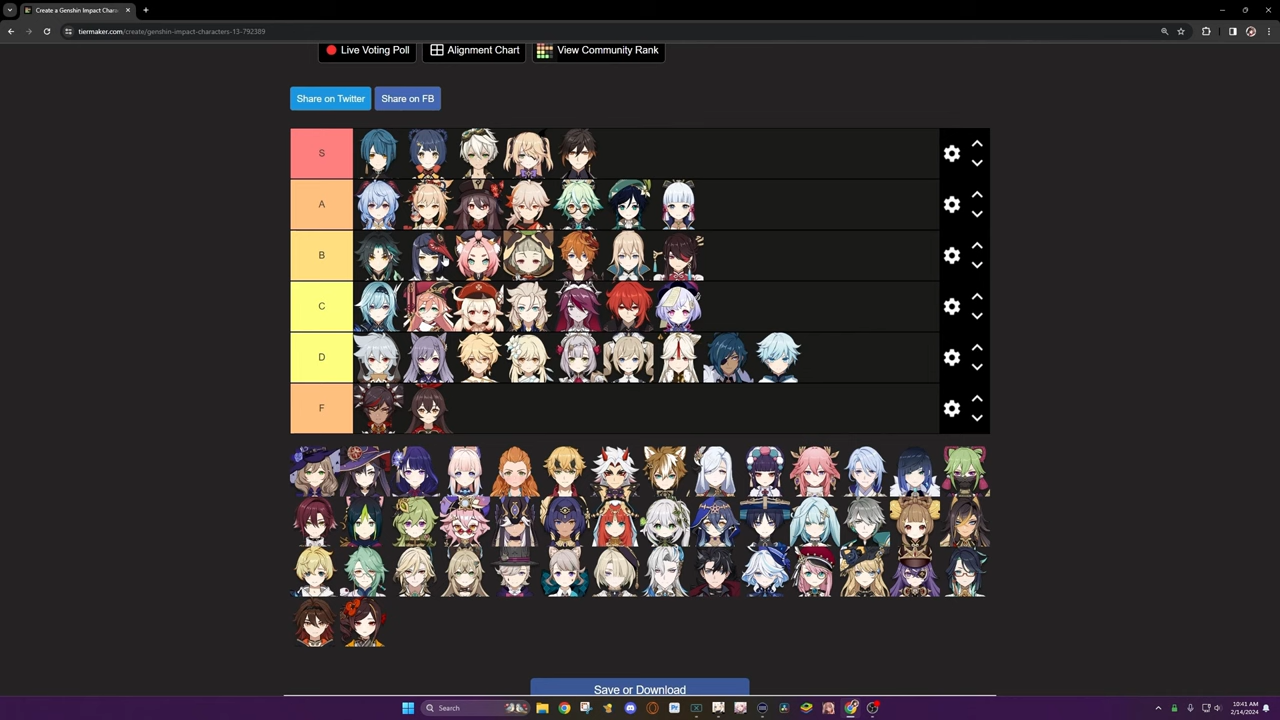 Create a Genshin Impact Chara
tiermaker.com/create/genshin-impact-characters-13-792389
Live Voting Poll
Alignment Chart
View Community Rank
Share on Twitter
Share on FB
S
A
B
C
D
F
Save or Download
Search
10:41 AM
2/14/2024